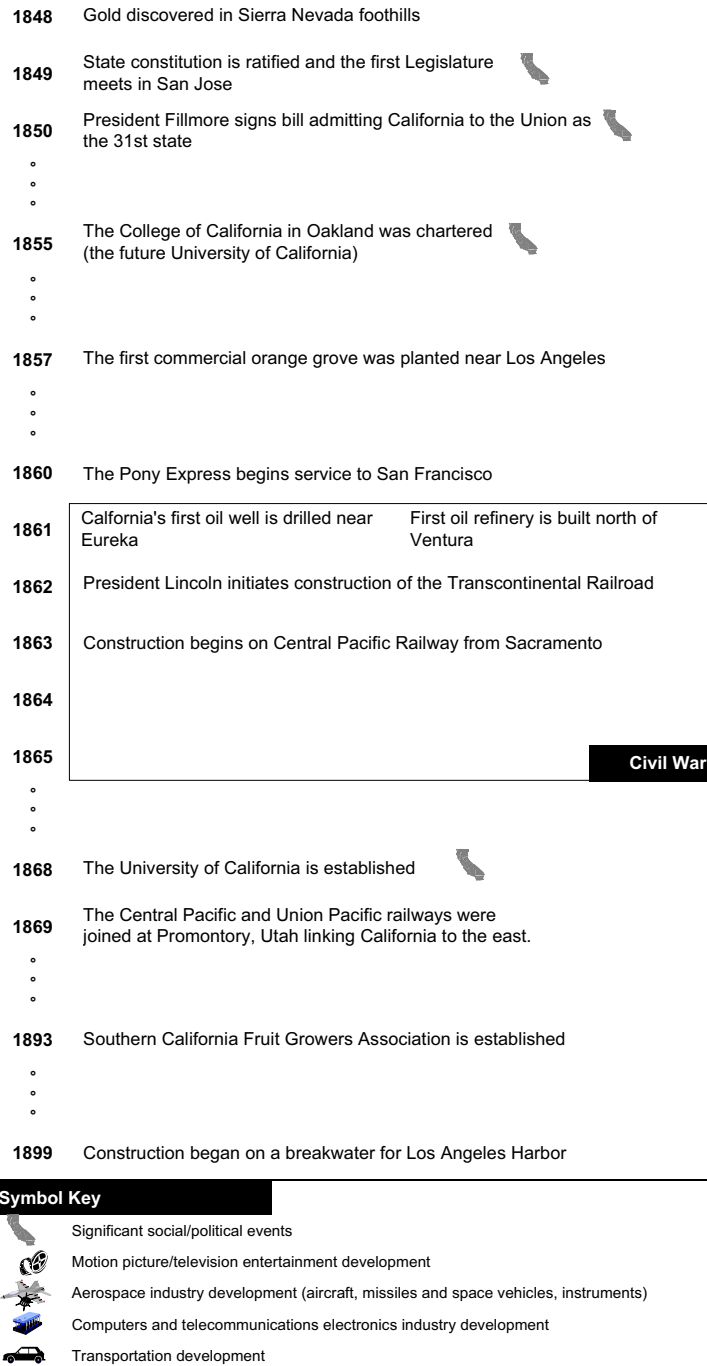 1848 Gold discovered in Sierra Nevada foothills
1849 State constitution is ratified and the first Legislature
meets in San Jose
1850 President Fillmore signs bill admitting California to the Union as
the 31st state
1855 The College of California in Oakland was chartered
(the future University of California)
1857 The first commercial orange grove was planted near Los Angeles
1860 The Pony Express begins service to San Francisco
1861 Calfornia's first oil well is drilled near
Eureka
First oil refinery is built north of
Ventura
1862 President Lincoln initiates construction of the Transcontinental Railroad
1863 Construction begins on Central Pacific Railway from Sacramento
1864
1865
Civil War
1868 The University of California is established
1869 The Central Pacific and Union Pacific railways were
joined at Promontory, Utah linking California to the east.
1893 Southern California Fruit Growers Association is established
1899 Construction began on a breakwater for Los Angeles Harbor
Symbol Key
Significant social/political events
Motion picture/television entertainment development
Aerospace industry development (aircraft, missiles and space vehicles, instruments)
Computers and telecommunications electronics industry development
Transportation development